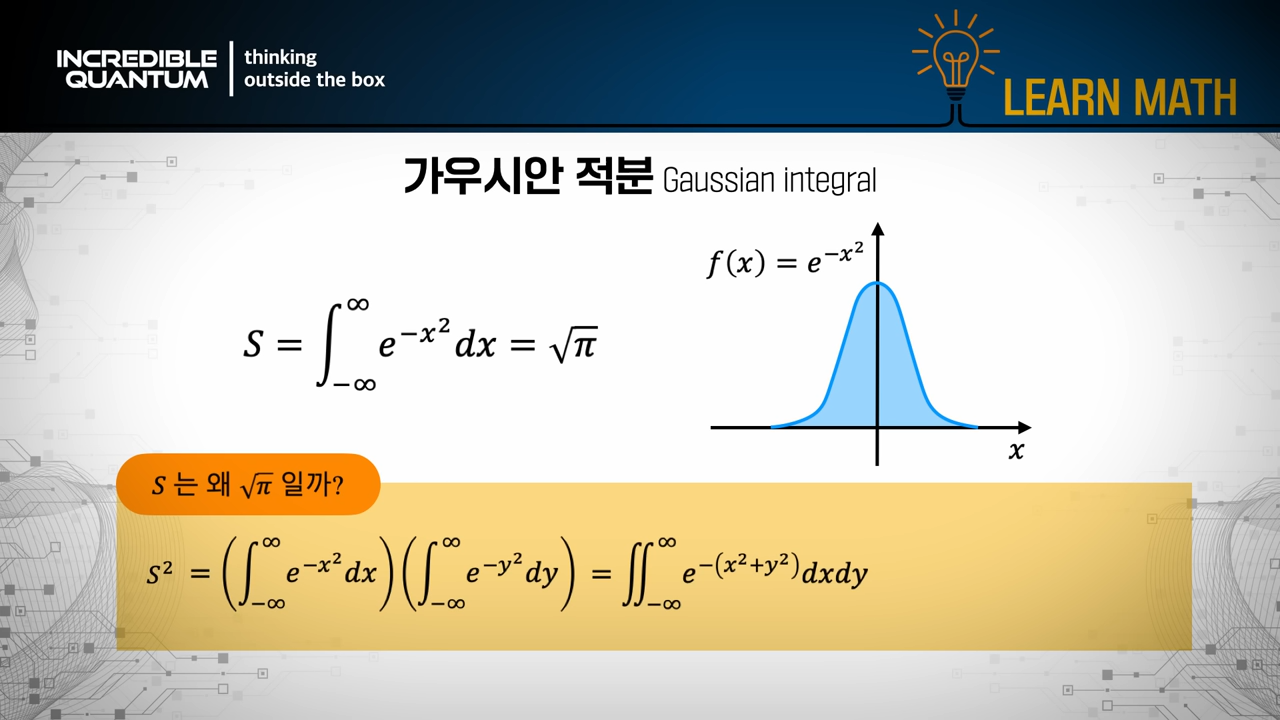 INCREDIBLE
QUANTUM
thinking
outside the box
LEARN MATH
가우시안 적분 Gaussian integral
f(x) = e^{-x^2}
S = ∫_{-∞}^{∞} e^{-x^2} dx = √π
x
S 는 왜 √π 일까?
S^2 = (∫_{-∞}^{∞} e^{-x^2} dx)(∫_{-∞}^{∞} e^{-y^2} dy) = ∬_{-∞}^{∞} e^{-(x^2+y^2)} dxdy